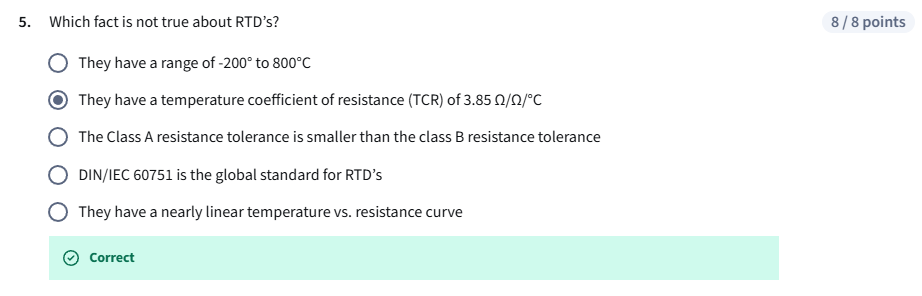 5. Which fact is not true about RTD’s? 8 / 8 points
They have a range of -200° to 800°C
They have a temperature coefficient of resistance (TCR) of 3.85 Ω/Ω/°C
The Class A resistance tolerance is smaller than the class B resistance tolerance
DIN/IEC 60751 is the global standard for RTD’s
They have a nearly linear temperature vs. resistance curve
Correct